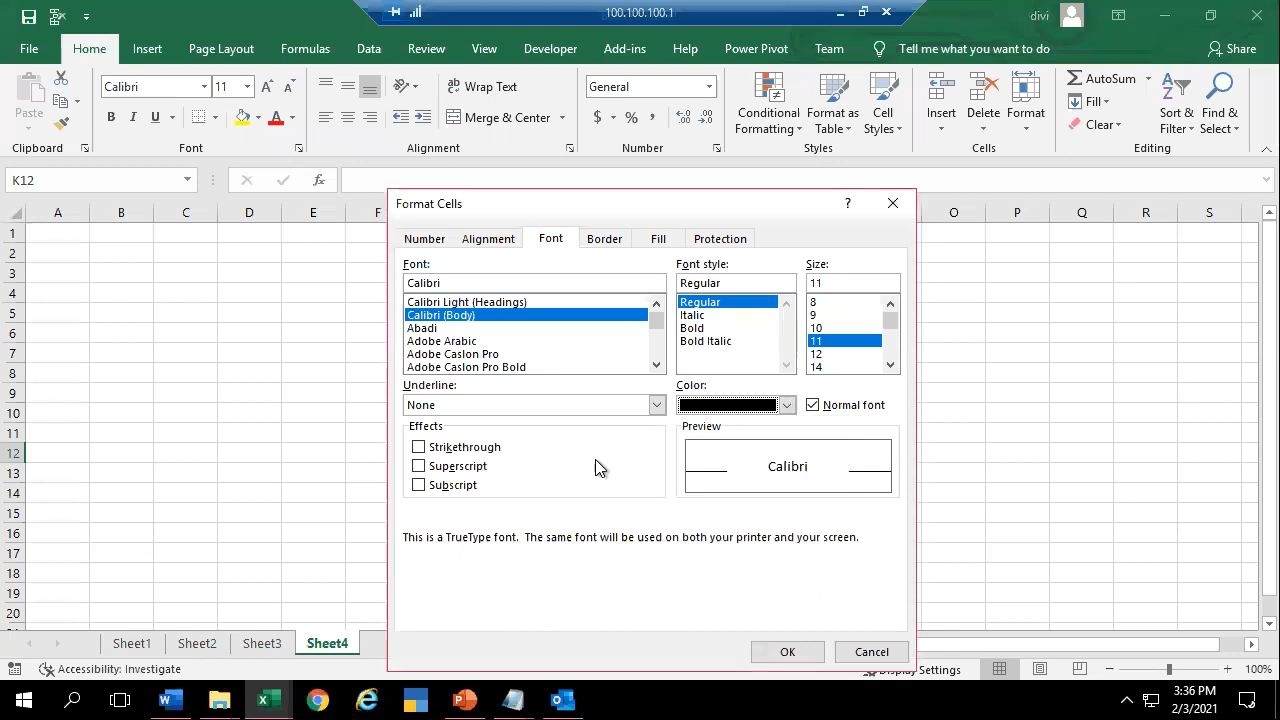 100.100.100.1
divi
File Home Insert Page Layout Formulas Data Review View Developer Add-ins Help Power Pivot Team Tell me what you want to do Share
Paste
Calibri 11 A A
B I U A
Wrap Text
Merge & Center
General
$ % , .00 .00
Conditional Formatting
Format as Table
Cell Styles
Insert Delete Format
AutoSum
Fill
Clear
Sort & Filter
Find & Select
Clipboard Font Alignment Number Styles Cells Editing
K12 fx
A B C D E F O P Q R S
1
2
3
4
5
6
7
8
9
10
11
12
13
14
15
16
17
18
19
20
Format Cells ?
Number Alignment Font Border Fill Protection
Font: Font style: Size:
Calibri Regular 11
Calibri Light (Headings) Regular 8
Calibri (Body) Italic 9
Abadi Bold 10
Adobe Arabic Bold Italic 11
Adobe Caslon Pro 12
Adobe Caslon Pro Bold 14
Underline: Color:
None Normal font
Effects Preview
Strikethrough
Superscript Calibri
Subscript
This is a TrueType font. The same font will be used on both your printer and your screen.
OK Cancel
Sheet1 Sheet2 Sheet3 Sheet4
Accessibility: Investigate Display Settings 100%
3:36 PM
2/3/2021